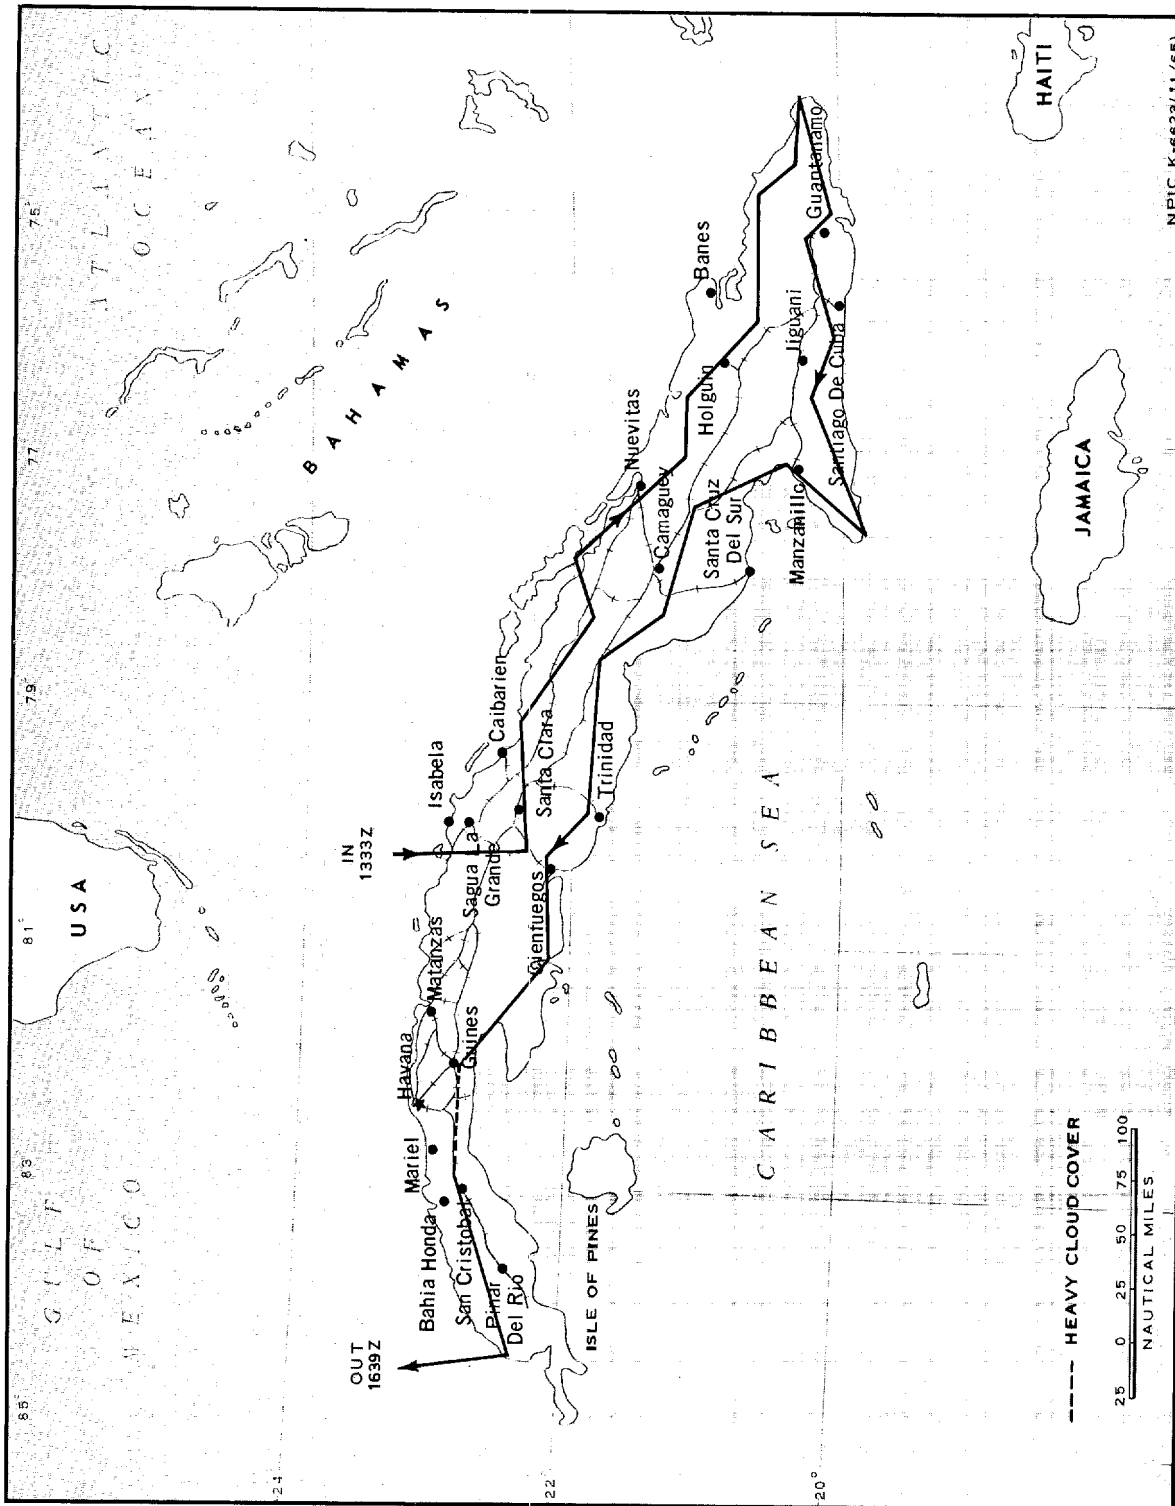 85°
83°
81°
79°
77
75°
GULF
OF
MEXICO
ATLANTIC
OCEAN
USA
BAHAMAS
24
22
20°
OUT
1639Z
IN
1333Z
Havana
Mariel
Bahia Honda
San Cristobal
Pinar
Del Rio
Matanzas
Guines
Isabela
Sagua La
Grande
Caibarien
Santa Clara
Cienfuegos
Trinidad
Nuevitas
Camaguey
Santa Cruz
Del Sur
Holguin
Banes
Jiguani
Manzanillo
Santiago De Cuba
Guantanamo
ISLE OF PINES
CARIBBEAN SEA
JAMAICA
HAITI
HEAVY CLOUD COVER
25 0 25 50 75 100
NAUTICAL MILES